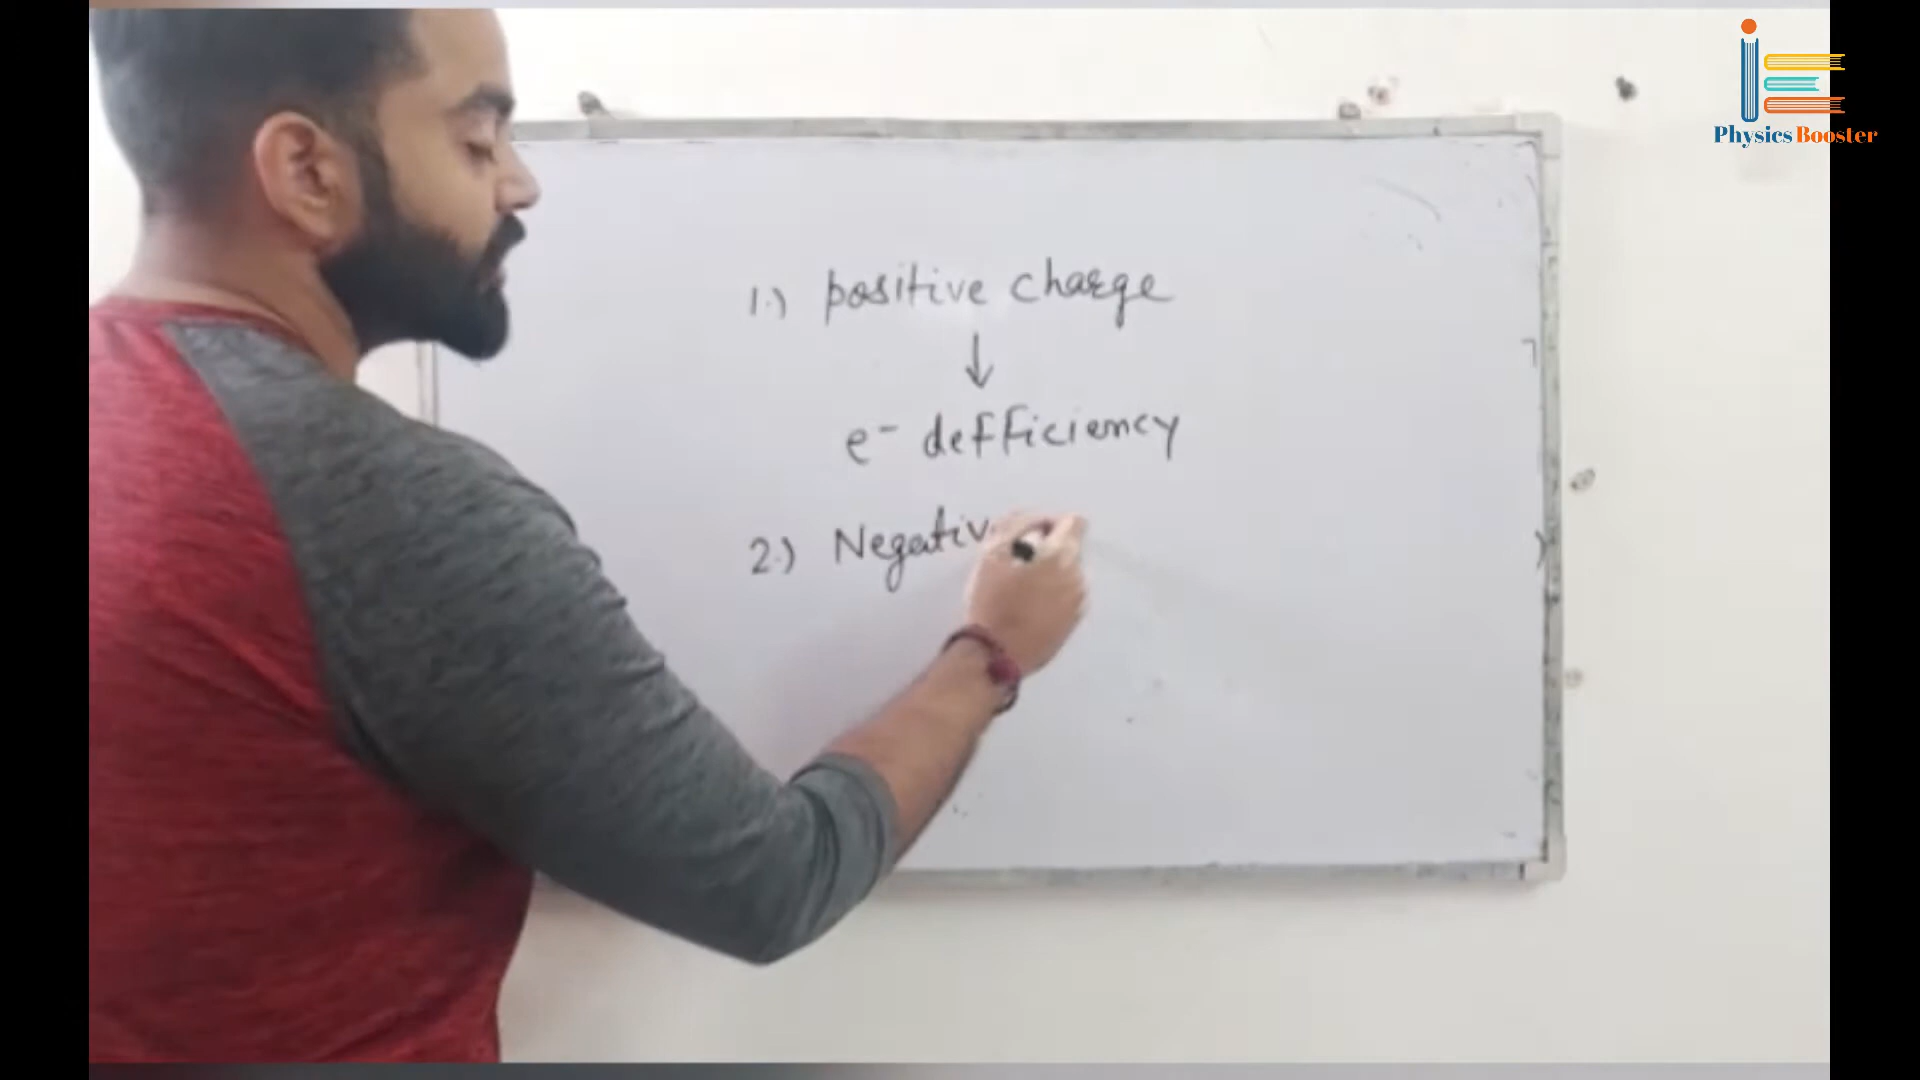 Physics Booster
1.) positive charge
↓
e⁻ defficiency
2.) Negativ